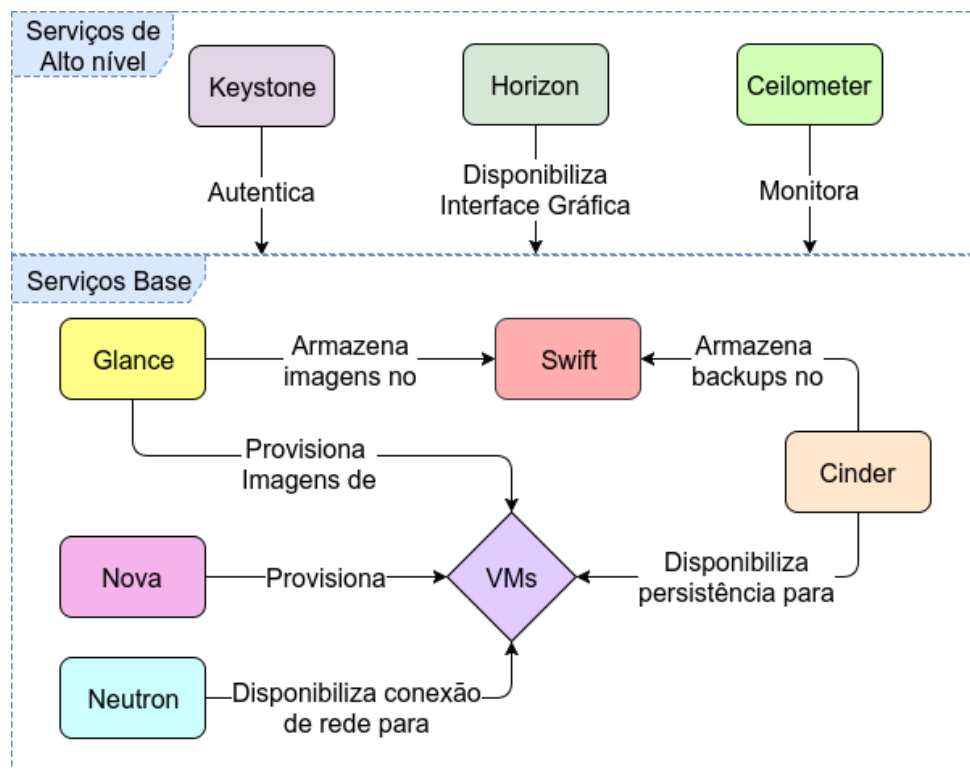 Serviços de
Alto nível
Keystone
Horizon
Ceilometer
Autentica
Disponibiliza
Interface Gráfica
Monitora
Serviços Base
Glance
Armazena
imagens no
Swift
Armazena
backups no
Provisiona
Imagens de
Cinder
Nova
Provisiona
VMs
Disponibiliza
persistência para
Neutron
Disponibiliza conexão
de rede para